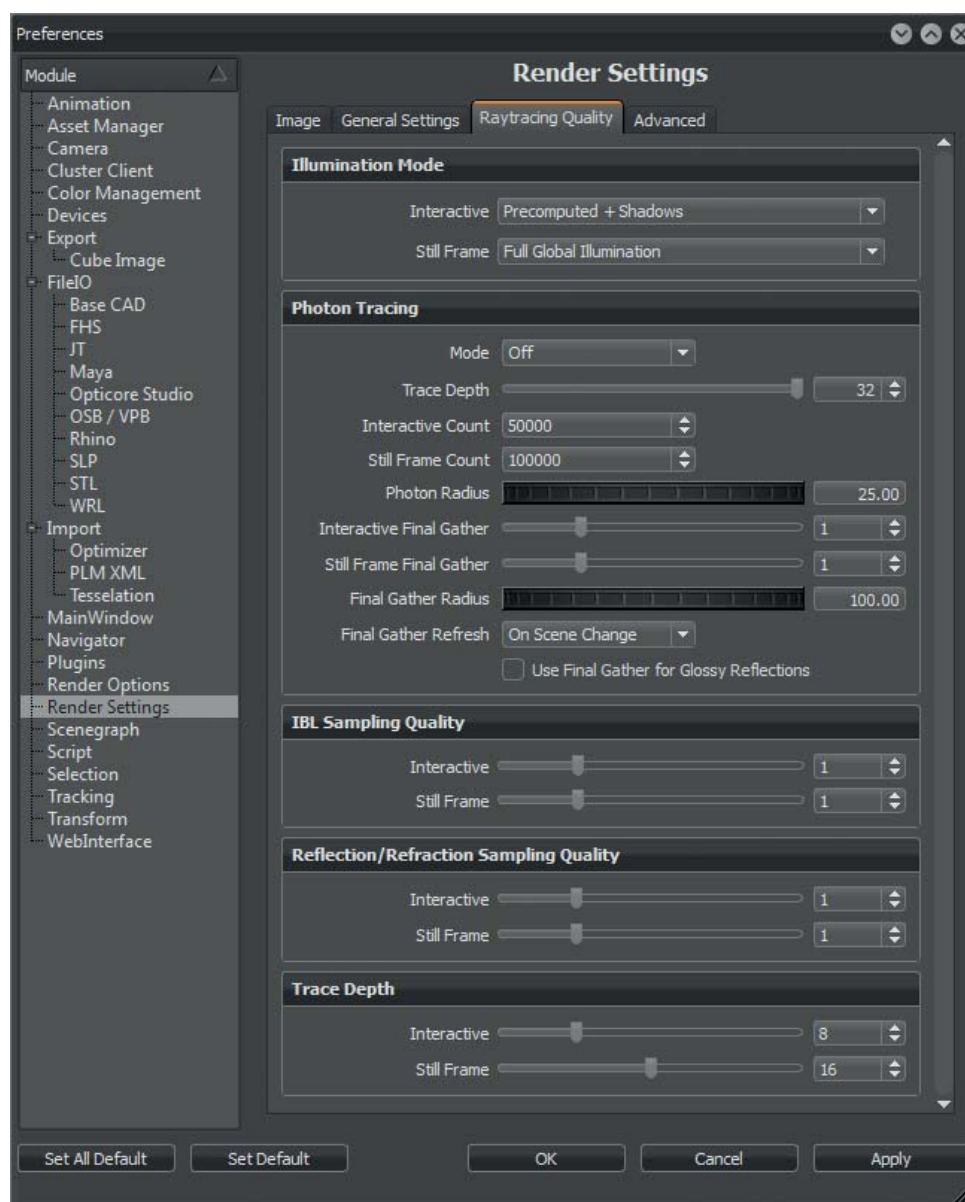 Preferences
Module
Animation
Asset Manager
Camera
Cluster Client
Color Management
Devices
Export
Cube Image
FileIO
Base CAD
FHS
JT
Maya
Opticore Studio
OSB / VPB
Rhino
SLP
STL
WRL
Import
Optimizer
PLM XML
Tesselation
MainWindow
Navigator
Plugins
Render Options
Render Settings
Scenegraph
Script
Selection
Tracking
Transform
WebInterface
Render Settings
Image General Settings Raytracing Quality Advanced
Illumination Mode
Interactive Precomputed + Shadows
Still Frame Full Global Illumination
Photon Tracing
Mode Off
Trace Depth 32
Interactive Count 50000
Still Frame Count 100000
Photon Radius 25.00
Interactive Final Gather 1
Still Frame Final Gather 1
Final Gather Radius 100.00
Final Gather Refresh On Scene Change
Use Final Gather for Glossy Reflections
IBL Sampling Quality
Interactive 1
Still Frame 1
Reflection/Refraction Sampling Quality
Interactive 1
Still Frame 1
Trace Depth
Interactive 8
Still Frame 16
Set All Default Set Default OK Cancel Apply